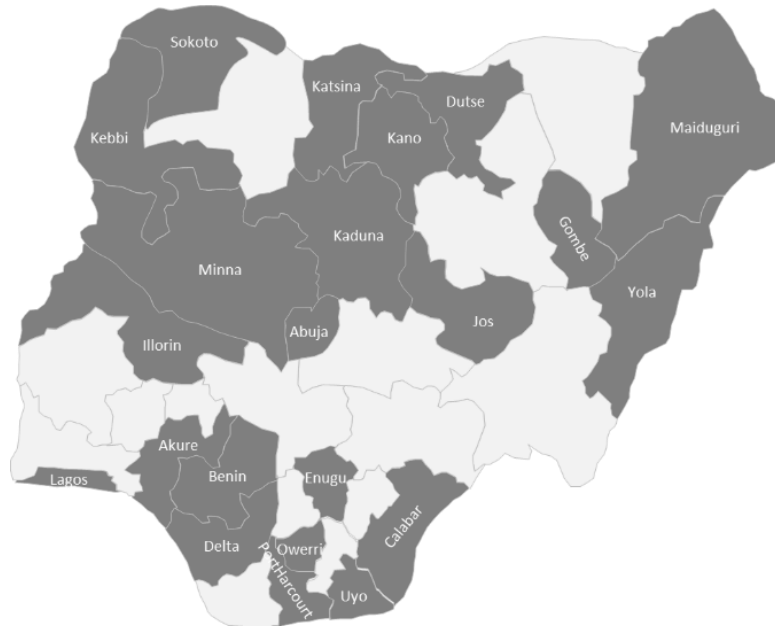 Sokoto
Katsina
Dutse
Maiduguri
Kebbi
Kano
Gombe
Kaduna
Minna
Yola
Jos
Abuja
Illorin
Akure
Benin
Enugu
Lagos
Calabar
Delta
Owerri
PortHarcourt
Uyo